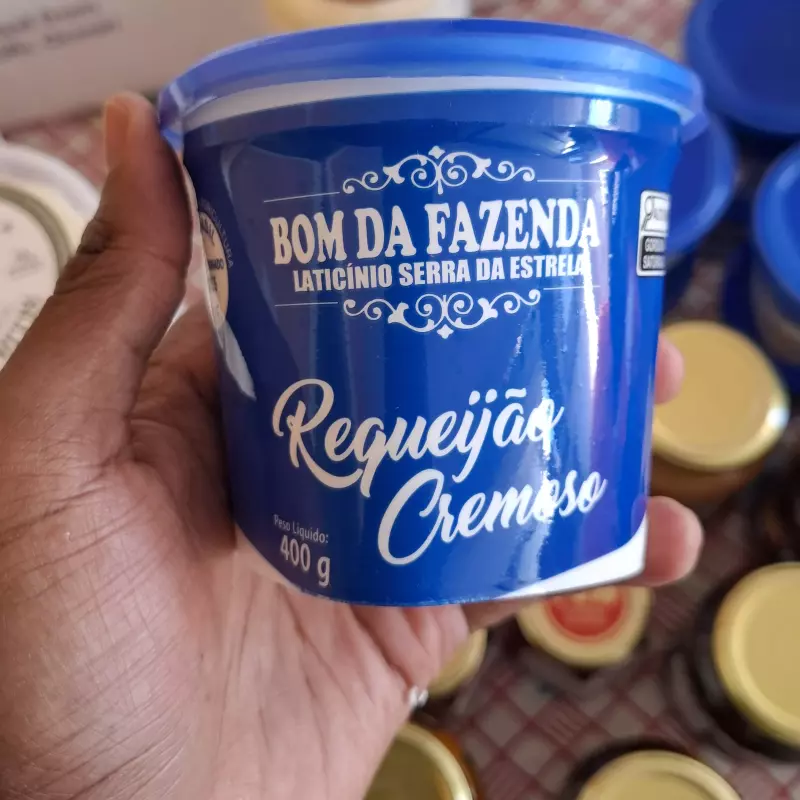 BOM DA FAZENDA
LATICÍNIO SERRA DA ESTRELA
Requeijão
Cremoso
Peso Líquido:
400 g